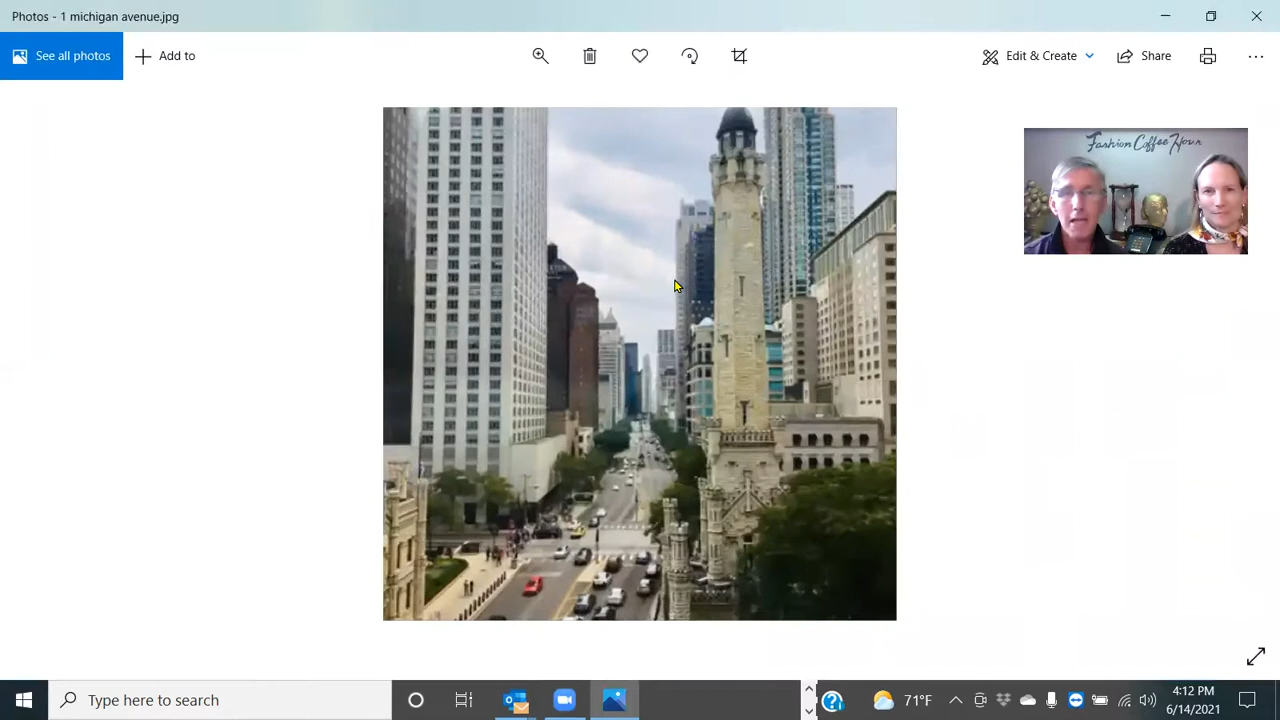 Photos - 1 michigan avenue.jpg
See all photos
Add to
Edit & Create
Share
Fashion Coffee Hour
Type here to search
71°F
4:12 PM
6/14/2021